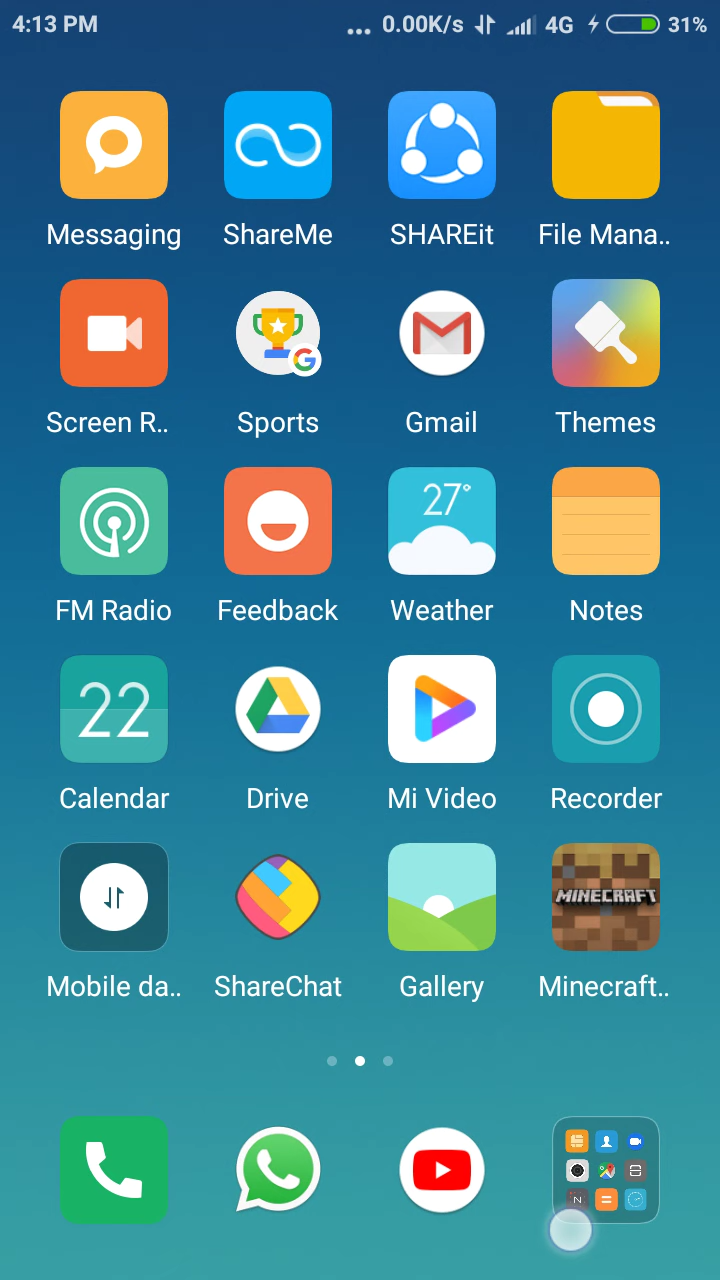 4:13 PM ... 0.00K/s 4G 31%
Messaging ShareMe SHAREit File Mana..
Screen R.. Sports Gmail Themes
27°
FM Radio Feedback Weather Notes
22
Calendar Drive Mi Video Recorder
MINECRAFT
Mobile da.. ShareChat Gallery Minecraft..